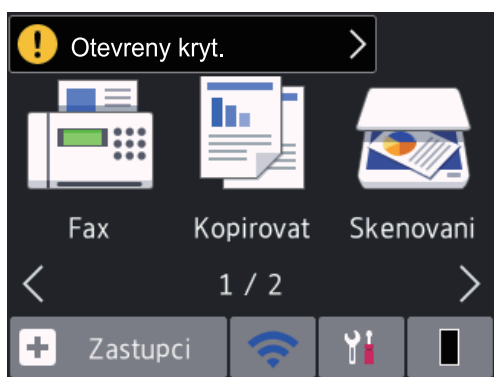 Otevreny kryt.
Fax Kopirovat Skenovani
1 / 2
Zastupci